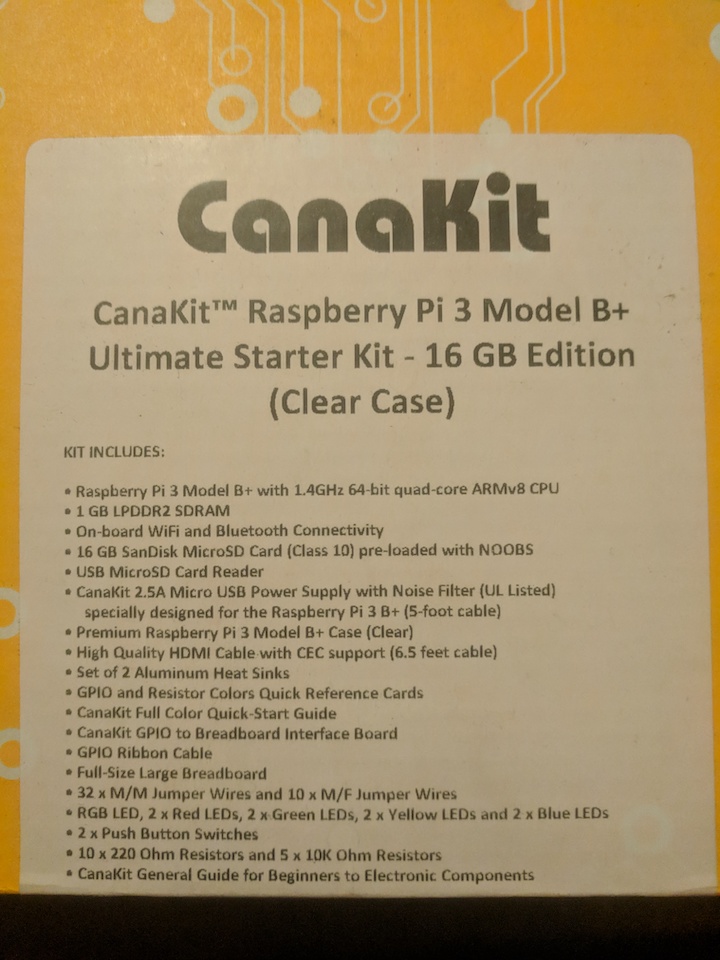 CanaKit
CanaKit™ Raspberry Pi 3 Model B+
Ultimate Starter Kit - 16 GB Edition
(Clear Case)
KIT INCLUDES:
• Raspberry Pi 3 Model B+ with 1.4GHz 64-bit quad-core ARMv8 CPU
• 1 GB LPDDR2 SDRAM
• On-board WiFi and Bluetooth Connectivity
• 16 GB SanDisk MicroSD Card (Class 10) pre-loaded with NOOBS
• USB MicroSD Card Reader
• CanaKit 2.5A Micro USB Power Supply with Noise Filter (UL Listed)
specially designed for the Raspberry Pi 3 B+ (5-foot cable)
• Premium Raspberry Pi 3 Model B+ Case (Clear)
• High Quality HDMI Cable with CEC support (6.5 feet cable)
• Set of 2 Aluminum Heat Sinks
• GPIO and Resistor Colors Quick Reference Cards
• CanaKit Full Color Quick-Start Guide
• CanaKit GPIO to Breadboard Interface Board
• GPIO Ribbon Cable
• Full-Size Large Breadboard
• 32 x M/M Jumper Wires and 10 x M/F Jumper Wires
• RGB LED, 2 x Red LEDs, 2 x Green LEDs, 2 x Yellow LEDs and 2 x Blue LEDs
• 2 x Push Button Switches
• 10 x 220 Ohm Resistors and 5 x 10K Ohm Resistors
• CanaKit General Guide for Beginners to Electronic Components